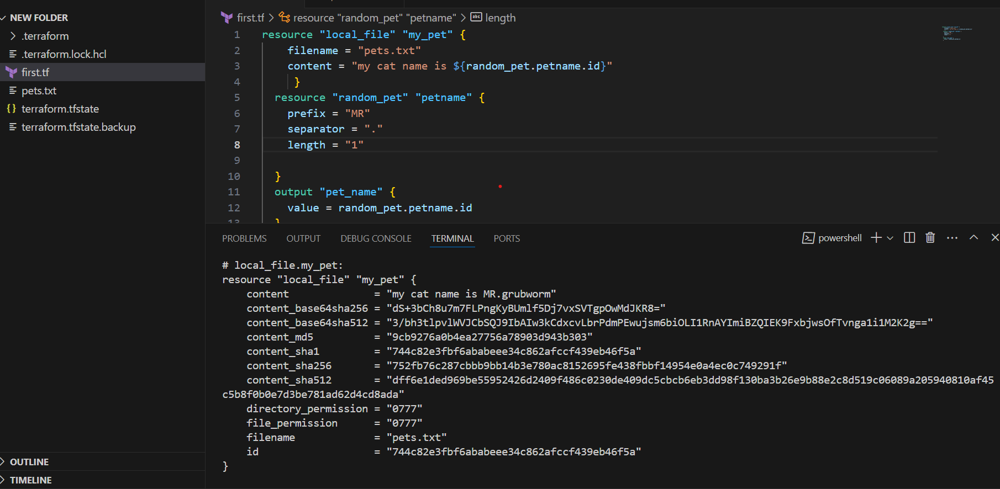 NEW FOLDER
.terraform
.terraform.lock.hcl
first.tf
pets.txt
terraform.tfstate
terraform.tfstate.backup
OUTLINE
TIMELINE
first.tf > resource "random_pet" "petname" > abc length
1 resource "local_file" "my_pet" {
2 filename = "pets.txt"
3 content = "my cat name is ${random_pet.petname.id}"
4 }
5 resource "random_pet" "petname" {
6 prefix = "MR"
7 separator = "."
8 length = "1"
9
10 }
11 output "pet_name" {
12 value = random_pet.petname.id
13 }
PROBLEMS OUTPUT DEBUG CONSOLE TERMINAL PORTS powershell
# local_file.my_pet:
resource "local_file" "my_pet" {
content = "my cat name is MR.grubworm"
content_base64sha256 = "dS+3bCh8u7m7FLPngKyBUmlf5Dj7vxSVTgpOwMdJKR8="
content_base64sha512 = "3/bh3tlpvlWVJCbSQJ9IbAIw3kCdxcvLbrPdmPEwujsm6biOLI1RnAYImiBZQIEK9FxbjwsOfTvnga1i1M2K2g=="
content_md5 = "9cb9276a0b4ea27756a78903d943b303"
content_sha1 = "744c82e3fbf6ababeee34c862afccf439eb46f5a"
content_sha256 = "752fb76c287cbbb9bb14b3e780ac8152695fe438fbbf14954e0a4ec0c749291f"
content_sha512 = "dff6e1ded969be55952426d2409f486c0230de409dc5cbcb6eb3dd98f130ba3b26e9b88e2c8d519c06089a205940810af45
c5b8f0b0e7d3be781ad62d4cd8ada"
directory_permission = "0777"
file_permission = "0777"
filename = "pets.txt"
id = "744c82e3fbf6ababeee34c862afccf439eb46f5a"
}